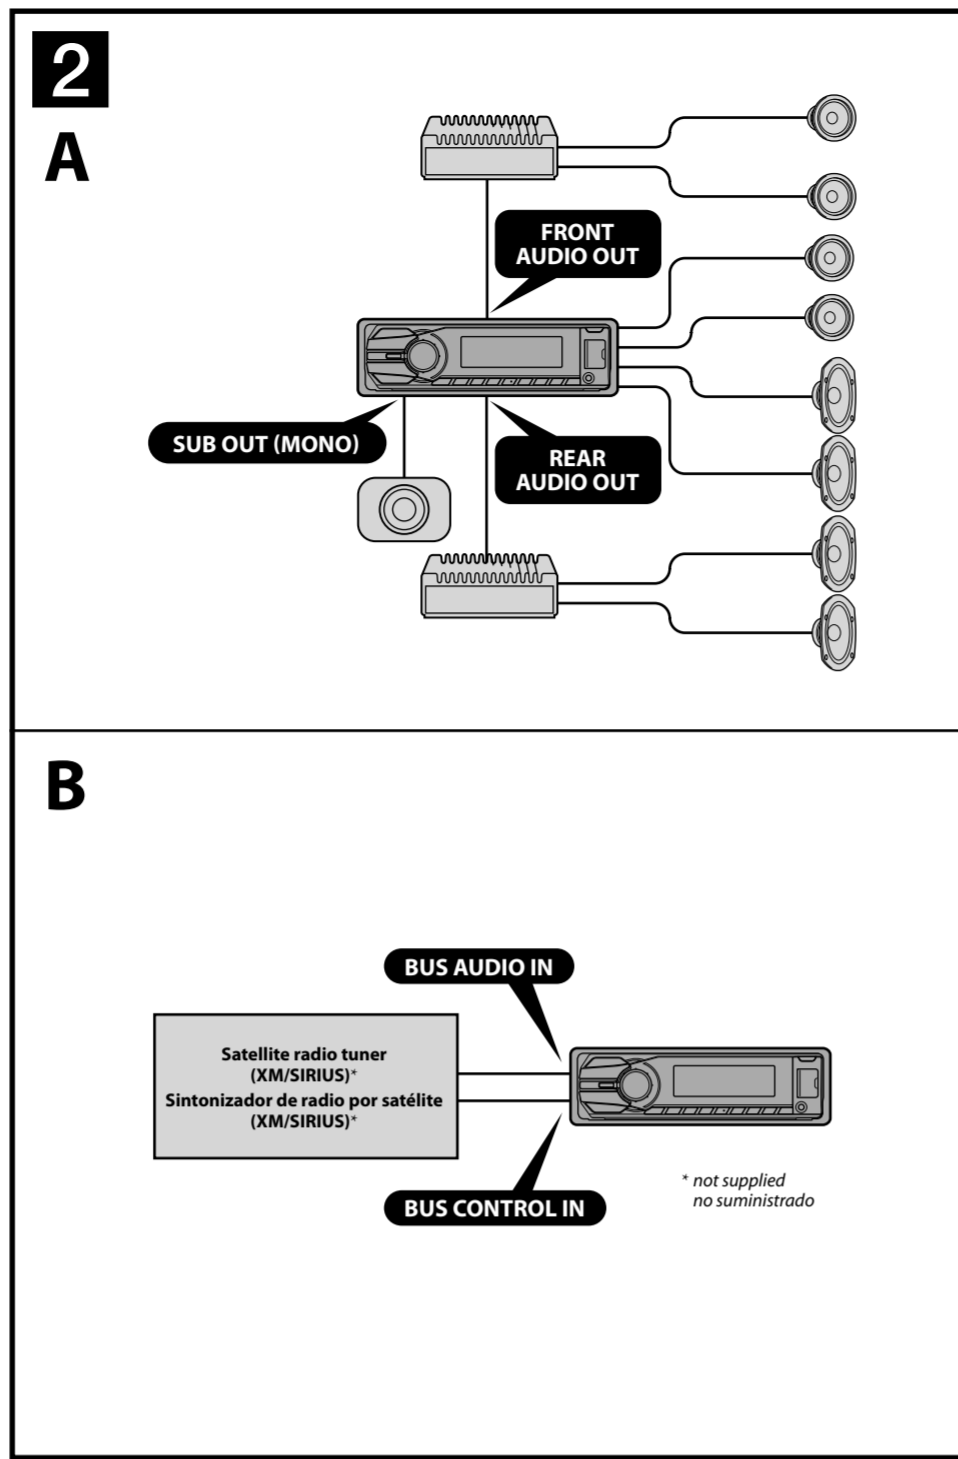 2
A
FRONT
AUDIO OUT
SUB OUT (MONO)
REAR
AUDIO OUT
B
BUS AUDIO IN
Satellite radio tuner
(XM/SIRIUS)*
Sintonizador de radio por satélite
(XM/SIRIUS)*
BUS CONTROL IN
* not supplied
no suministrado